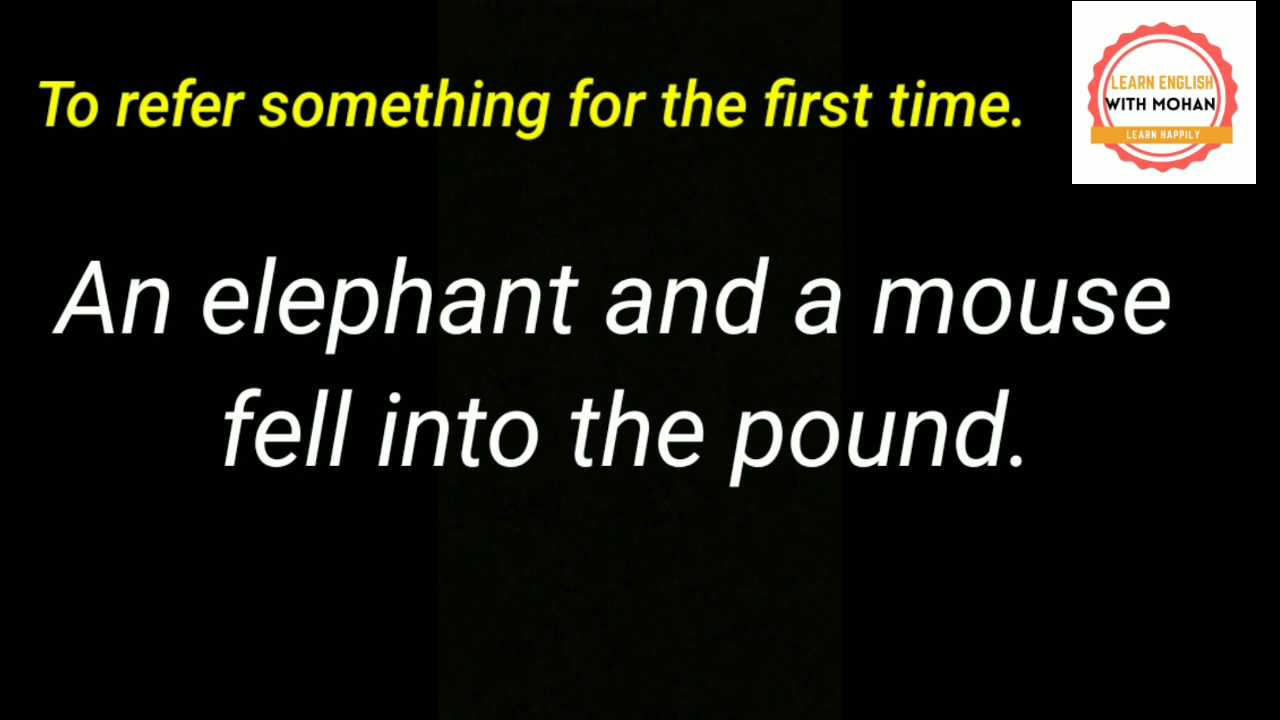 To refer something for the first time.
LEARN ENGLISH
WITH MOHAN
LEARN HAPPILY
An elephant and a mouse
fell into the pound.